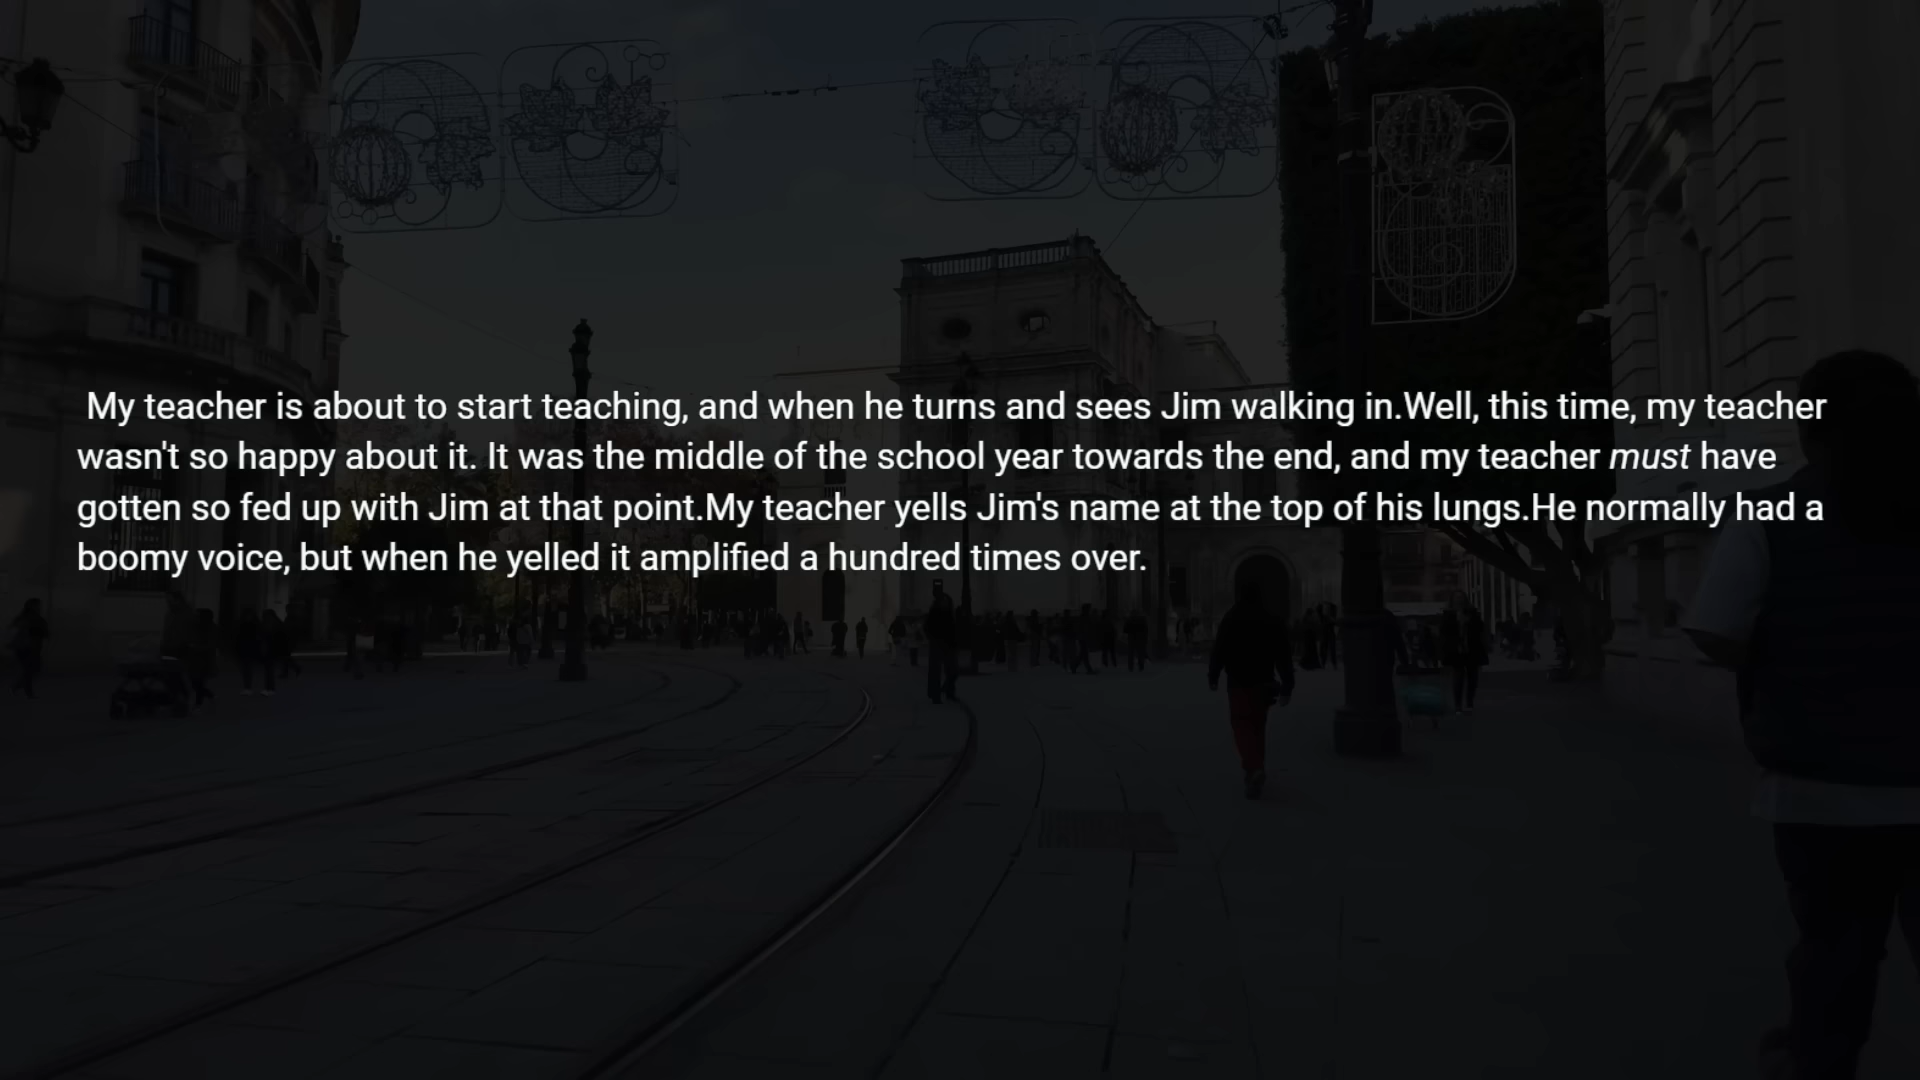 My teacher is about to start teaching, and when he turns and sees Jim walking in.Well, this time, my teacher
wasn't so happy about it. It was the middle of the school year towards the end, and my teacher must have
gotten so fed up with Jim at that point.My teacher yells Jim's name at the top of his lungs.He normally had a
boomy voice, but when he yelled it amplified a hundred times over.